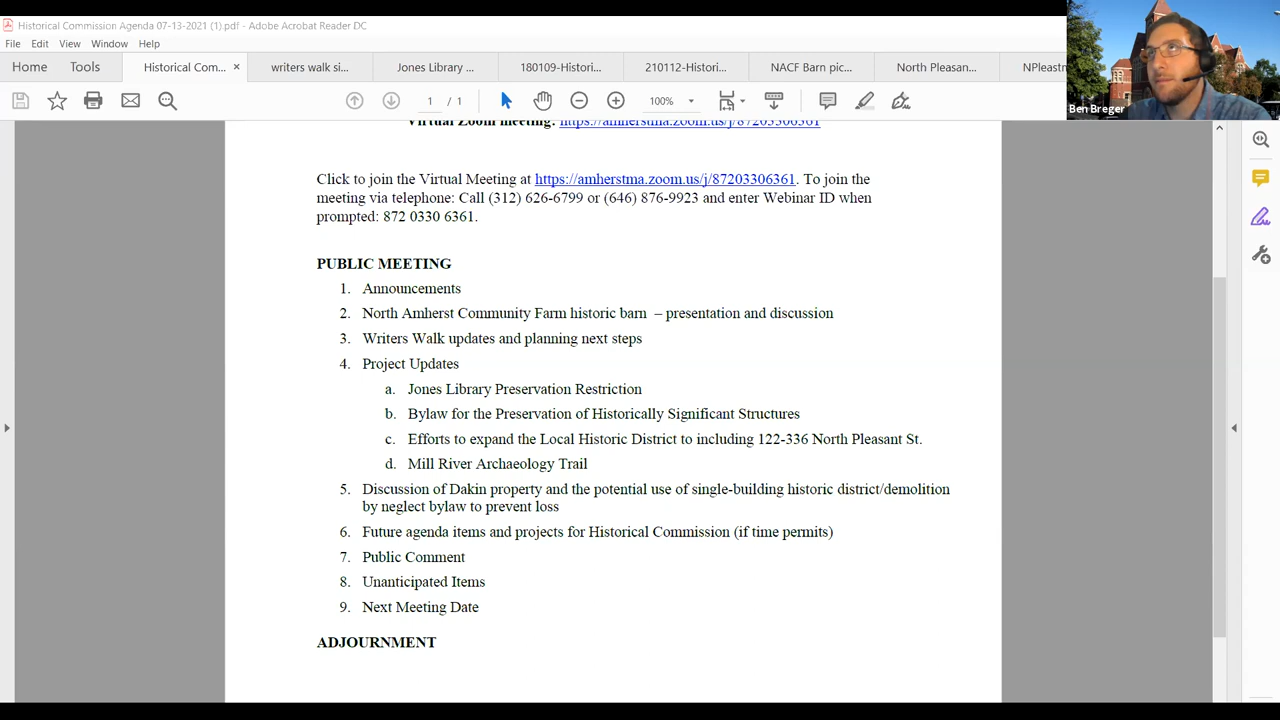 Historical Commission Agenda 07-13-2021 (1).pdf - Adobe Acrobat Reader DC
File Edit View Window Help
Home Tools Historical Com... × writers walk si... Jones Library ... 180109-Histori... 210112-Histori... NACF Barn pic... North Pleasan... NPleastn
1 / 1 100%
Ben Breger
Virtual Zoom meeting: https://amherstma.zoom.us/j/87203306361
Click to join the Virtual Meeting at https://amherstma.zoom.us/j/87203306361. To join the
meeting via telephone: Call (312) 626-6799 or (646) 876-9923 and enter Webinar ID when
prompted: 872 0330 6361.
PUBLIC MEETING
1. Announcements
2. North Amherst Community Farm historic barn – presentation and discussion
3. Writers Walk updates and planning next steps
4. Project Updates
a. Jones Library Preservation Restriction
b. Bylaw for the Preservation of Historically Significant Structures
c. Efforts to expand the Local Historic District to including 122-336 North Pleasant St.
d. Mill River Archaeology Trail
5. Discussion of Dakin property and the potential use of single-building historic district/demolition
by neglect bylaw to prevent loss
6. Future agenda items and projects for Historical Commission (if time permits)
7. Public Comment
8. Unanticipated Items
9. Next Meeting Date
ADJOURNMENT